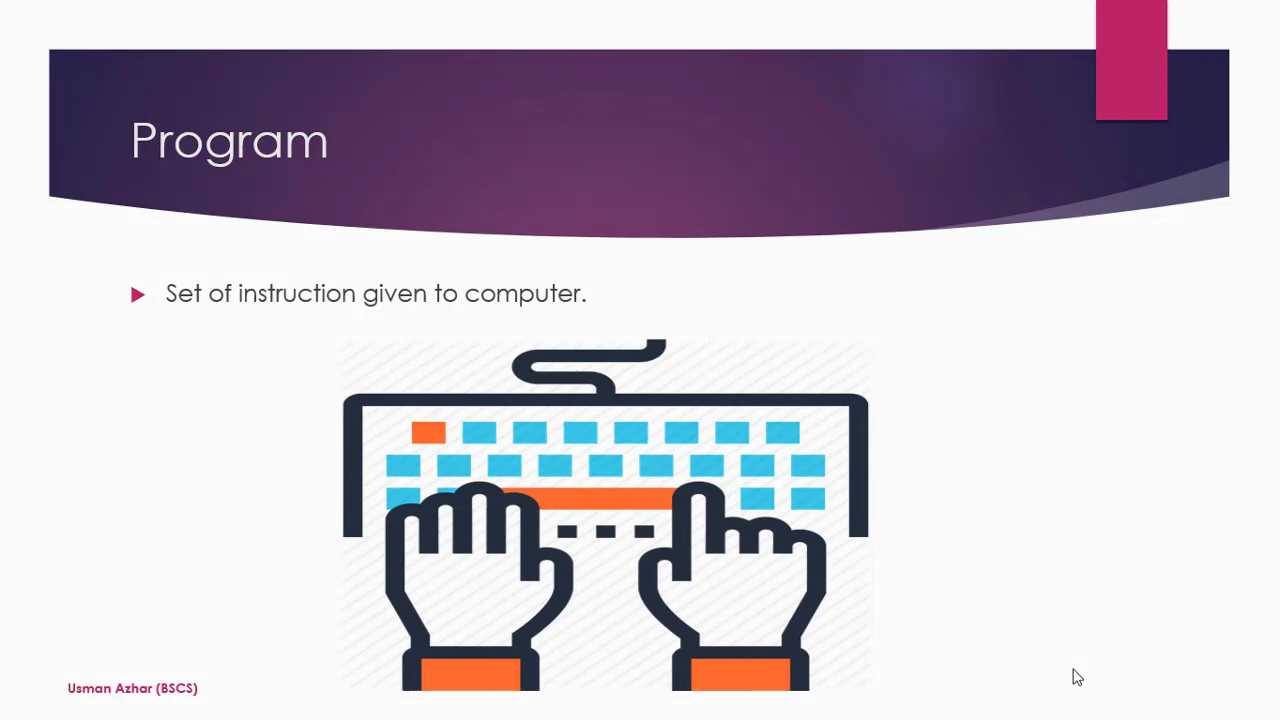 Program
Set of instruction given to computer.
Usman Azhar (BSCS)